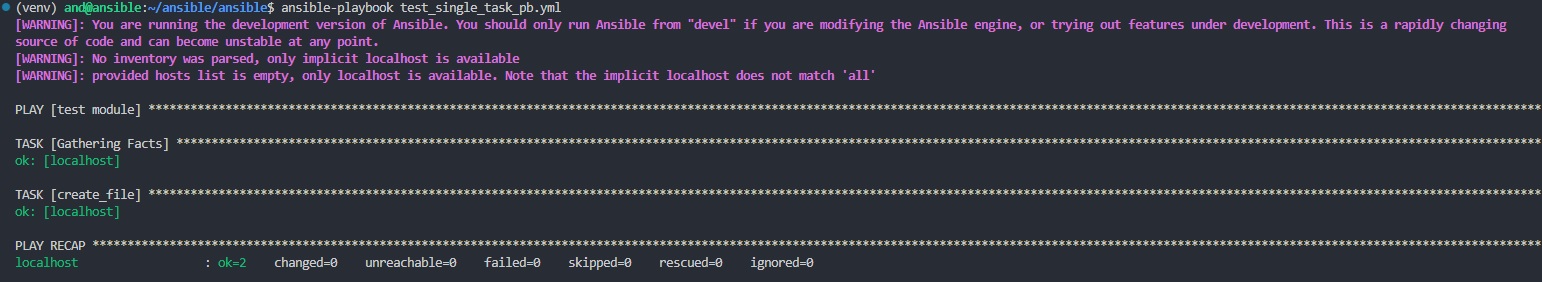 (venv) and@ansible:~/ansible/ansible$ ansible-playbook test_single_task_pb.yml
[WARNING]: You are running the development version of Ansible. You should only run Ansible from "devel" if you are modifying the Ansible engine, or trying out features under development. This is a rapidly changing
source of code and can become unstable at any point.
[WARNING]: No inventory was parsed, only implicit localhost is available
[WARNING]: provided hosts list is empty, only localhost is available. Note that the implicit localhost does not match 'all'
PLAY [test module] ***********************************************************************************************************************************************************************************************
TASK [Gathering Facts] *******************************************************************************************************************************************************************************************
ok: [localhost]
TASK [create_file] ***********************************************************************************************************************************************************************************************
ok: [localhost]
PLAY RECAP *******************************************************************************************************************************************************************************************************
localhost                  : ok=2    changed=0    unreachable=0    failed=0    skipped=0    rescued=0    ignored=0